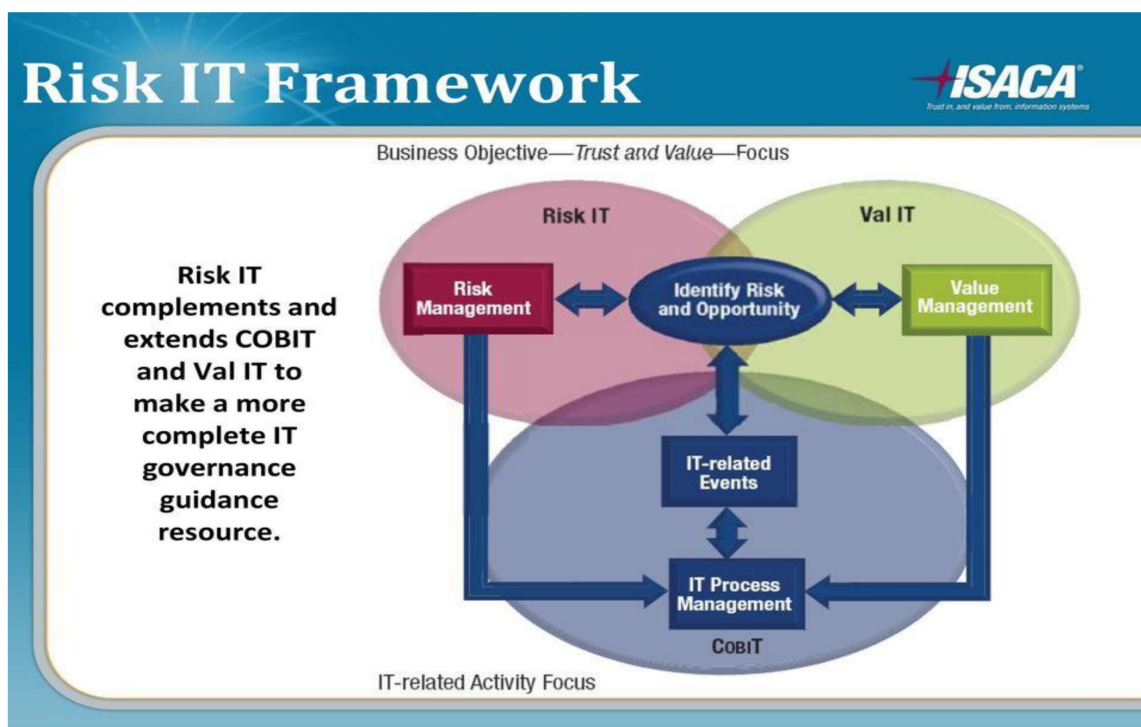 Risk IT Framework
ISACA®
Trust in, and value from, information systems
Business Objective—Trust and Value—Focus
Risk IT
complements and
extends COBIT
and Val IT to
make a more
complete IT
governance
guidance
resource.
Risk IT
Val IT
Risk
Management
Identify Risk
and Opportunity
Value
Management
IT-related
Events
IT Process
Management
COBIT
IT-related Activity Focus